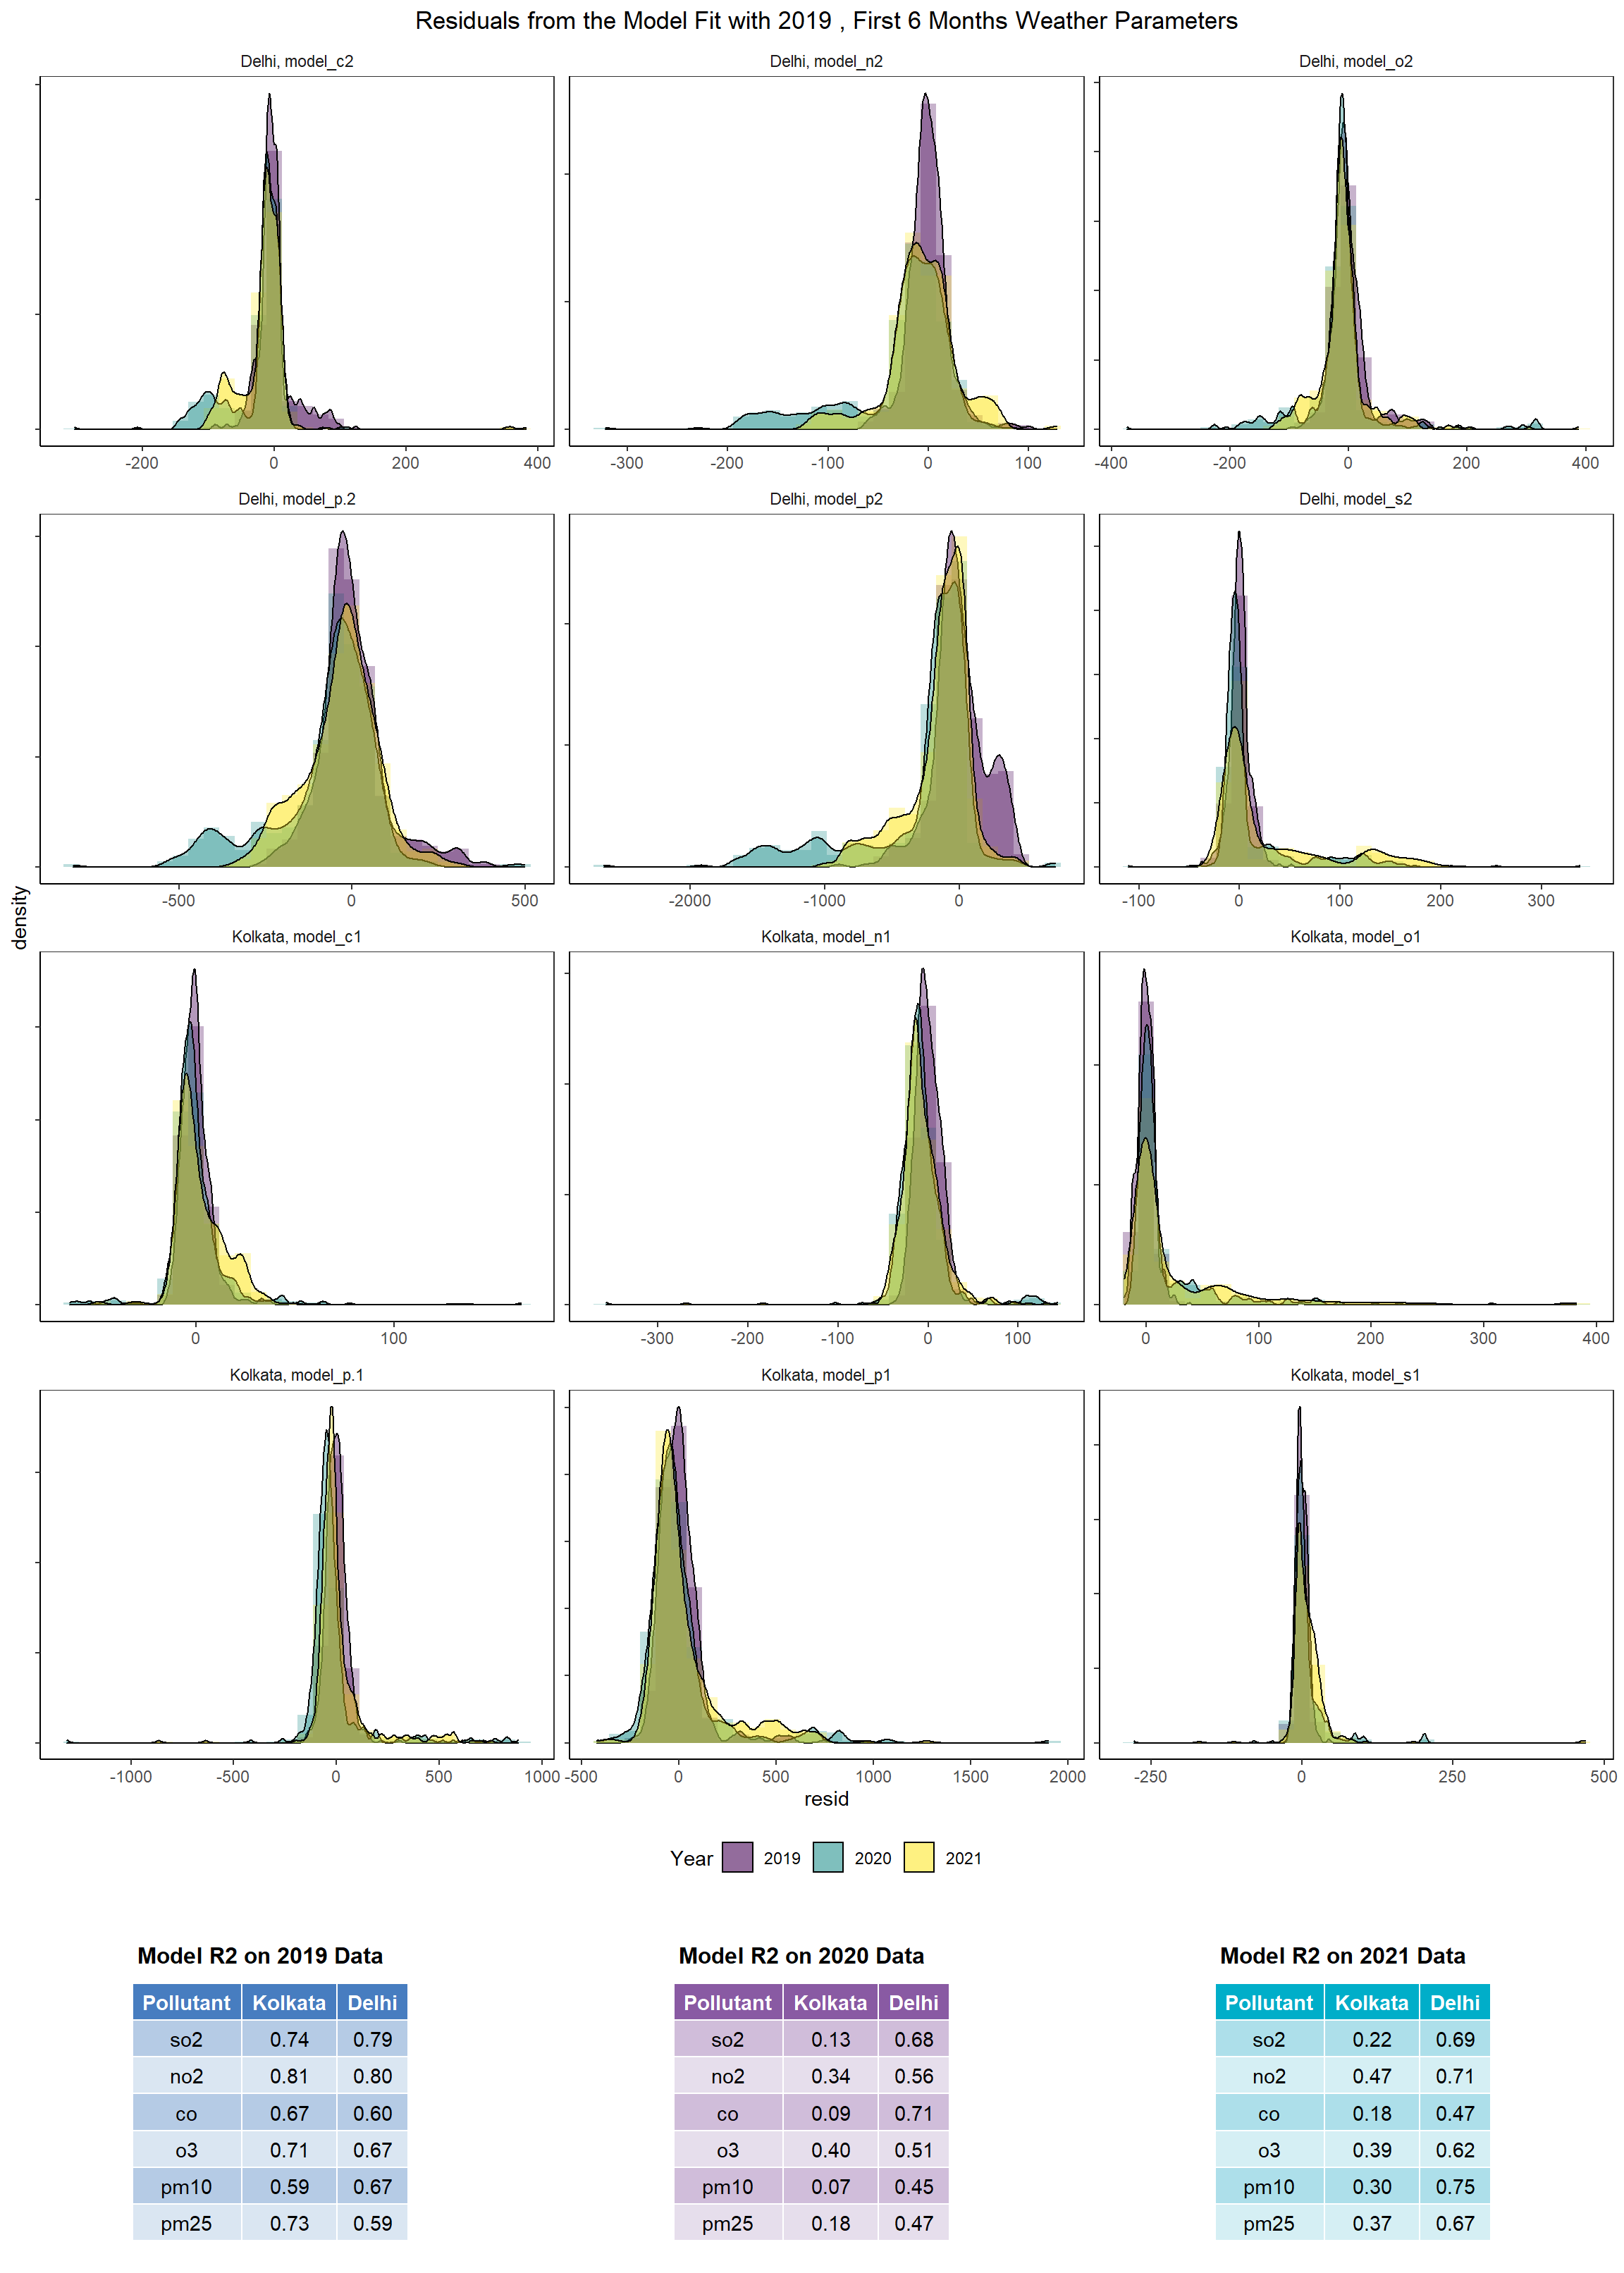 Residuals from the Model Fit with 2019 , First 6 Months Weather Parameters
Delhi, model_c2 Delhi, model_n2 Delhi, model_o2
-200 0 200 400 -300 -200 -100 0 100 -400 -200 0 200 400
Delhi, model_p.2 Delhi, model_p2 Delhi, model_s2
-500 0 500 -2000 -1000 0 -100 0 100 200 300
density
Kolkata, model_c1 Kolkata, model_n1 Kolkata, model_o1
0 100 -300 -200 -100 0 100 0 100 200 300 400
Kolkata, model_p.1 Kolkata, model_p1 Kolkata, model_s1
-1000 -500 0 500 1000 -500 0 500 1000 1500 2000 -250 0 250 500
resid
Year 2019 2020 2021
Model R2 on 2019 Data
Pollutant Kolkata Delhi
so2 0.74 0.79
no2 0.81 0.80
co 0.67 0.60
o3 0.71 0.67
pm10 0.59 0.67
pm25 0.73 0.59
Model R2 on 2020 Data
Pollutant Kolkata Delhi
so2 0.13 0.68
no2 0.34 0.56
co 0.09 0.71
o3 0.40 0.51
pm10 0.07 0.45
pm25 0.18 0.47
Model R2 on 2021 Data
Pollutant Kolkata Delhi
so2 0.22 0.69
no2 0.47 0.71
co 0.18 0.47
o3 0.39 0.62
pm10 0.30 0.75
pm25 0.37 0.67